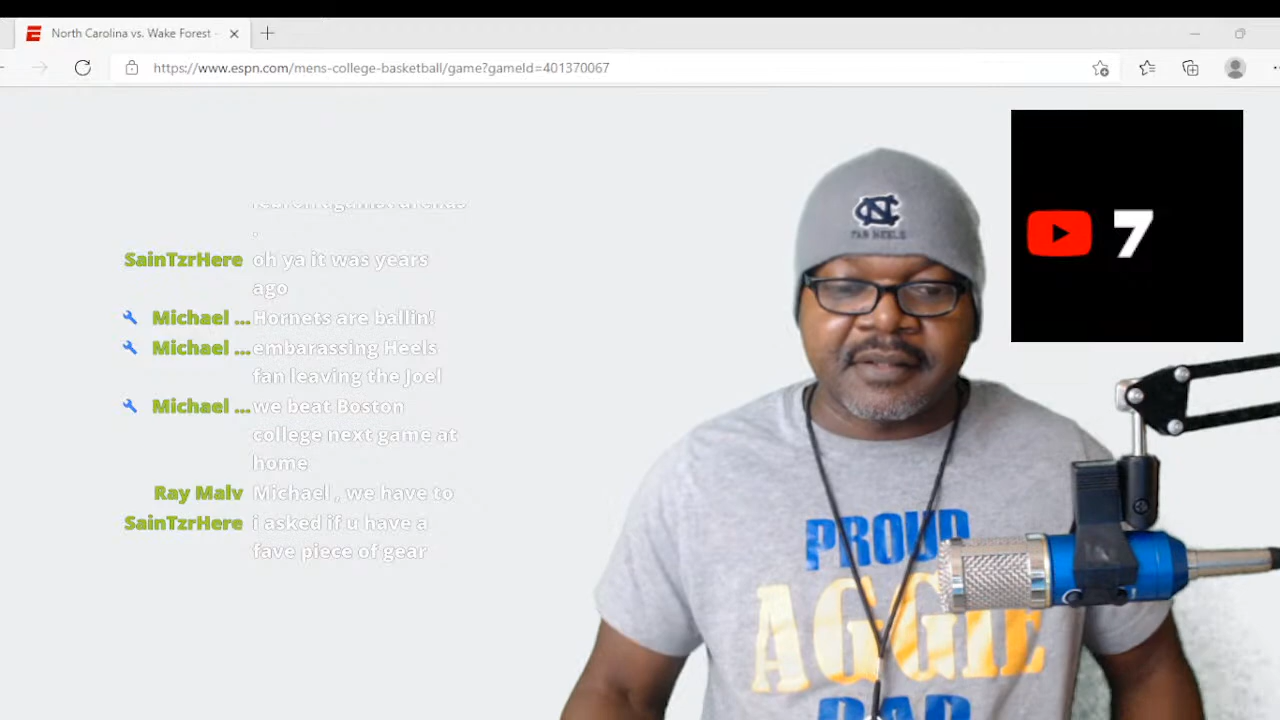 North Carolina vs. Wake Forest -
https://www.espn.com/mens-college-basketball/game?gameId=401370067
7
.
SainTzrHere oh ya it was years
ago
Michael ... Hornets are ballin!
Michael ... embarassing Heels
fan leaving the Joel
Michael ... we beat Boston
college next game at
home
Ray Malv Michael , we have to
SainTzrHere i asked if u have a
fave piece of gear
NC
TAR HEELS
PROUD
AGGIE
DAD